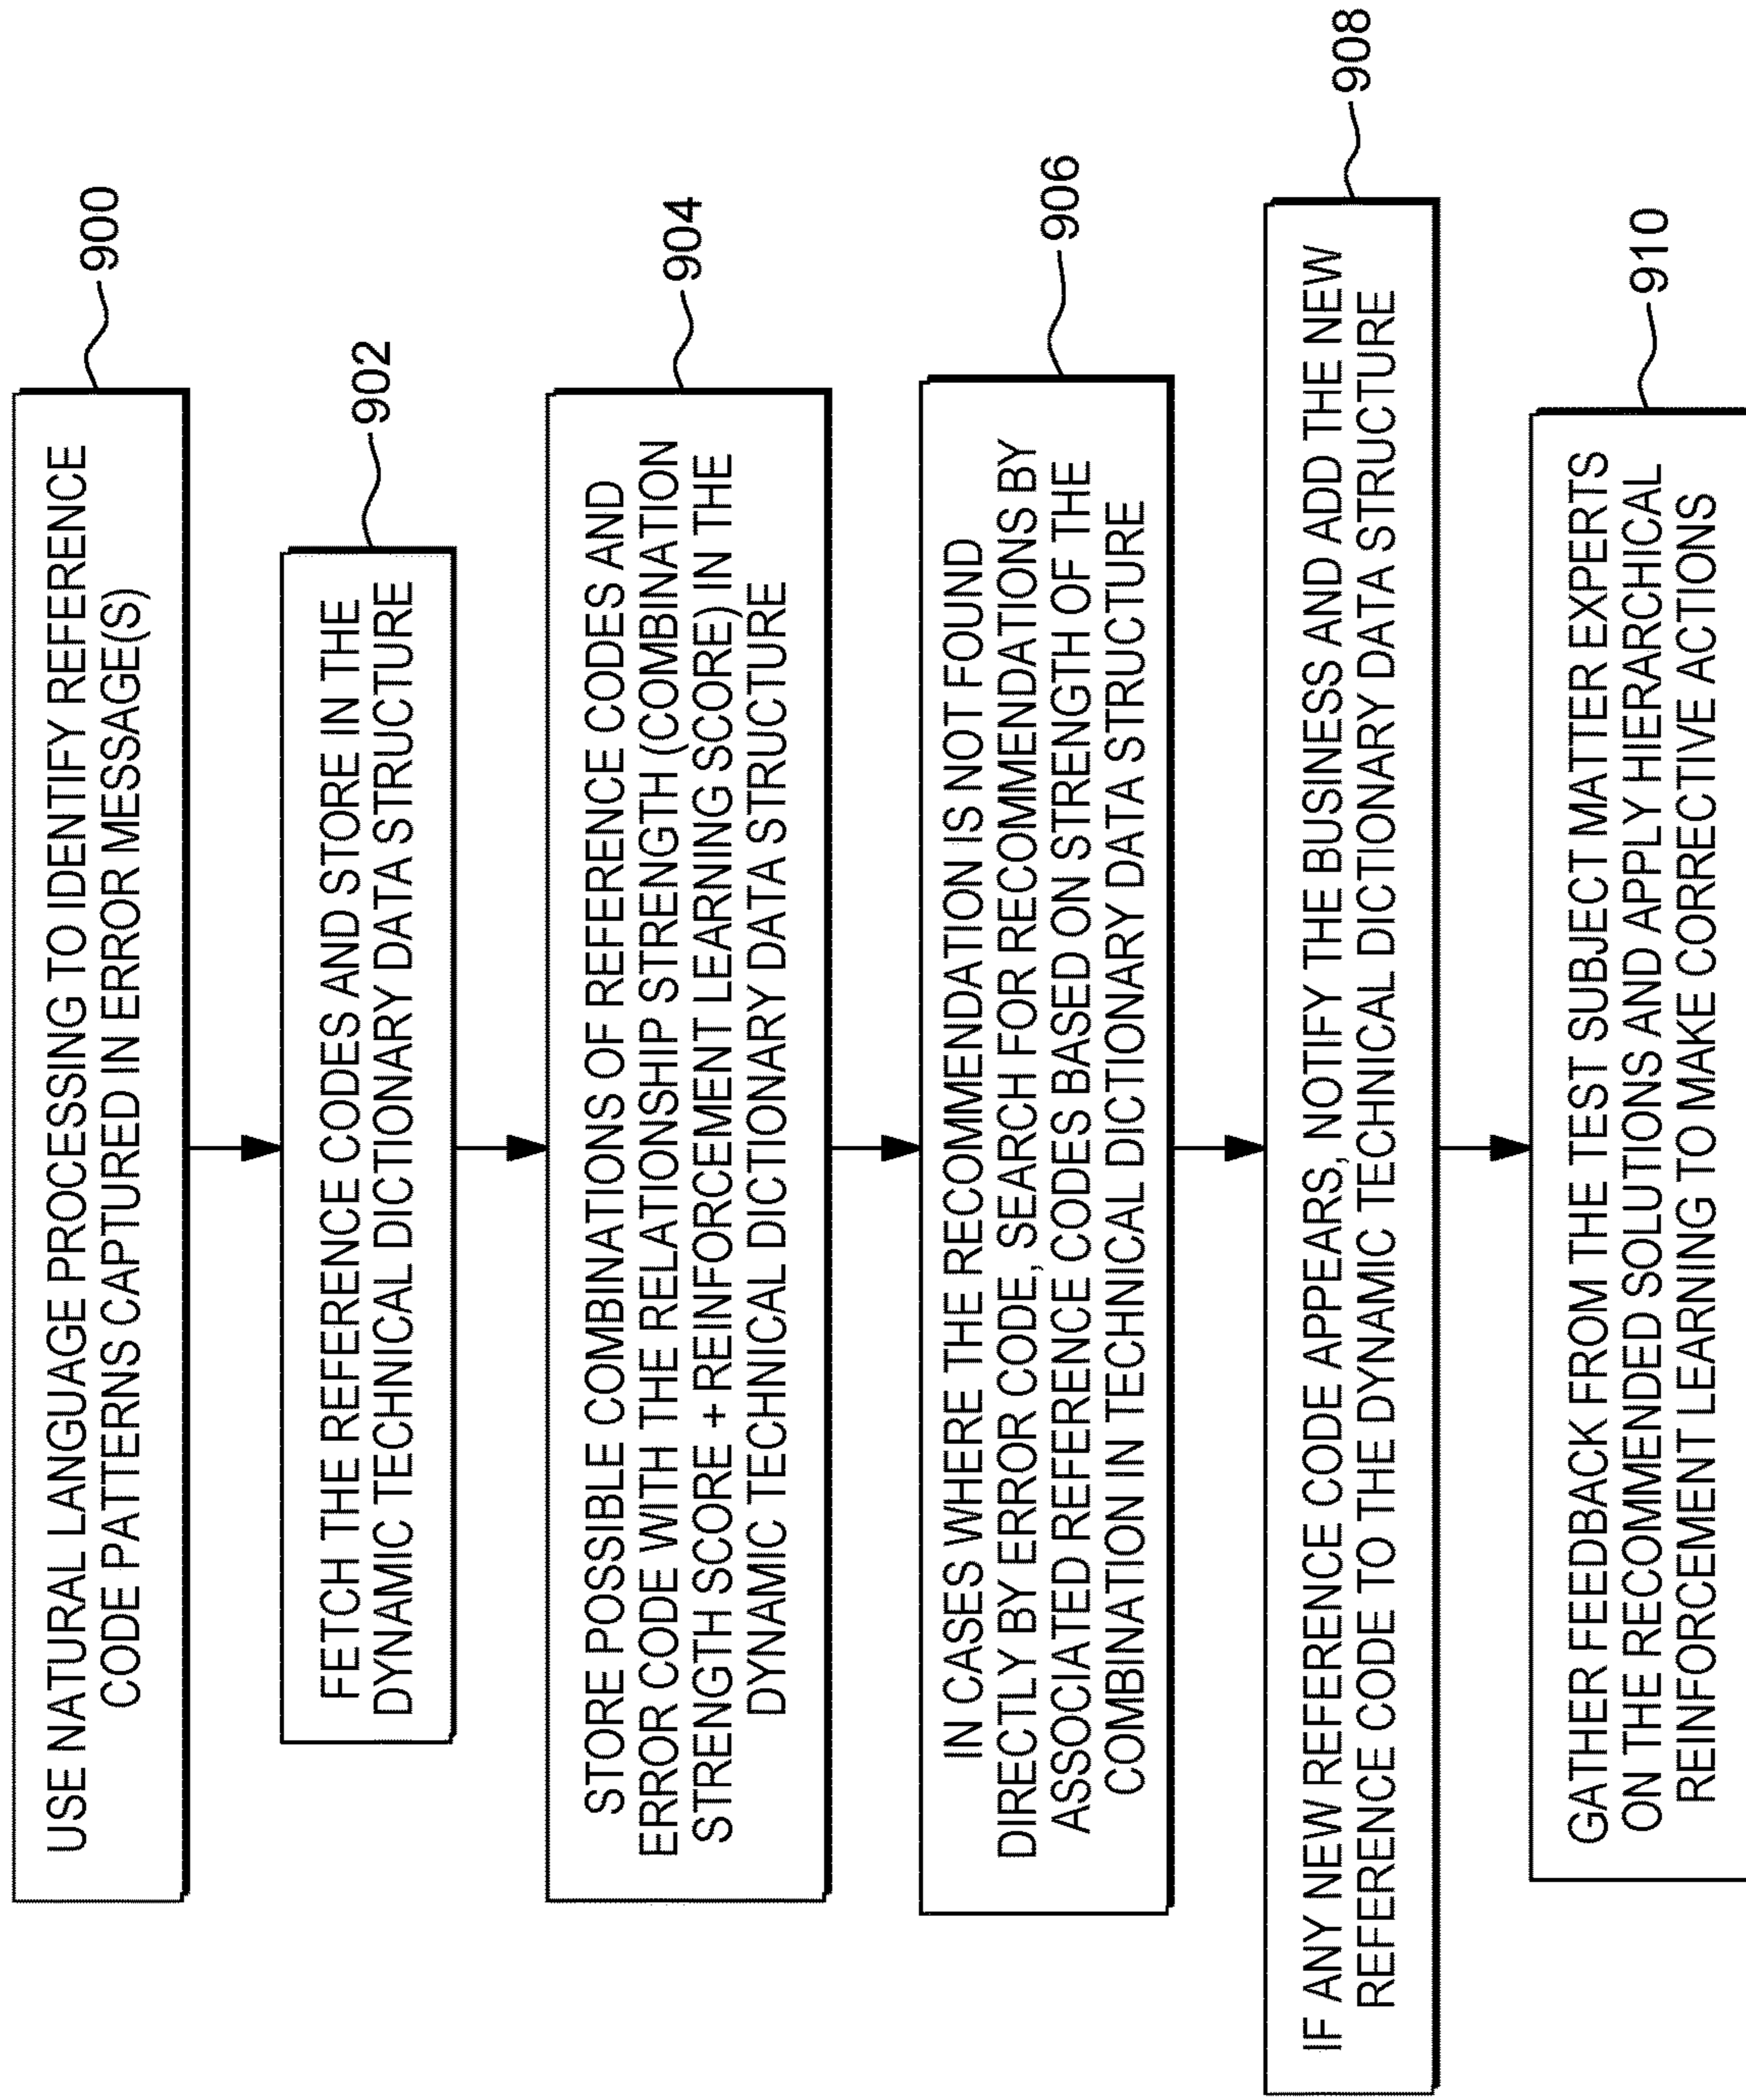 USE NATURAL LANGUAGE PROCESSING TO IDENTIFY REFERENCE
CODE PATTERNS CAPTURED IN ERROR MESSAGE(S)
900
FETCH THE REFERENCE CODES AND STORE IN THE
DYNAMIC TECHNICAL DICTIONARY DATA STRUCTURE
902
STORE POSSIBLE COMBINATIONS OF REFERENCE CODES AND
ERROR CODE WITH THE RELATIONSHIP STRENGTH (COMBINATION
STRENGTH SCORE + REINFORCEMENT LEARNING SCORE) IN THE
DYNAMIC TECHNICAL DICTIONARY DATA STRUCTURE
904
IN CASES WHERE THE RECOMMENDATION IS NOT FOUND
DIRECTLY BY ERROR CODE, SEARCH FOR RECOMMENDATIONS BY
ASSOCIATED REFERENCE CODES BASED ON STRENGTH OF THE
COMBINATION IN TECHNICAL DICTIONARY DATA STRUCTURE
906
IF ANY NEW REFERENCE CODE APPEARS, NOTIFY THE BUSINESS AND ADD THE NEW
REFERENCE CODE TO THE DYNAMIC TECHNICAL DICTIONARY DATA STRUCTURE
908
GATHER FEEDBACK FROM THE TEST SUBJECT MATTER EXPERTS
ON THE RECOMMENDED SOLUTIONS AND APPLY HIERARCHICAL
REINFORCEMENT LEARNING TO MAKE CORRECTIVE ACTIONS
910